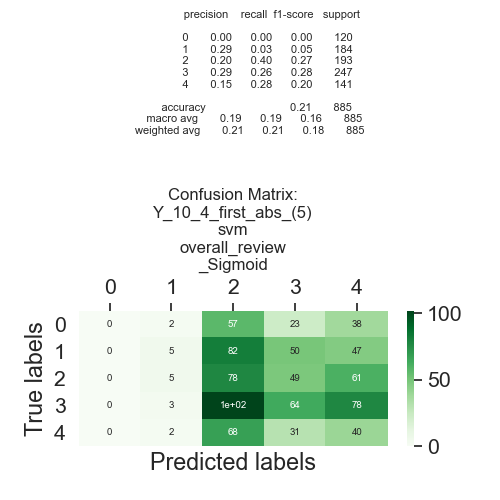 precision recall f1-score support
0 0.00 0.00 0.00 120
1 0.29 0.03 0.05 184
2 0.20 0.40 0.27 193
3 0.29 0.26 0.28 247
4 0.15 0.28 0.20 141
accuracy 0.21 885
macro avg 0.19 0.19 0.16 885
weighted avg 0.21 0.21 0.18 885
Confusion Matrix:
Y_10_4_first_abs_(5)
svm
overall_review
_Sigmoid
0 1 2 3 4
0 0 2 57 23 38
1 0 5 82 50 47
2 0 5 78 49 61
3 0 3 1e+02 64 78
4 0 2 68 31 40
True labels
Predicted labels
100
50
0